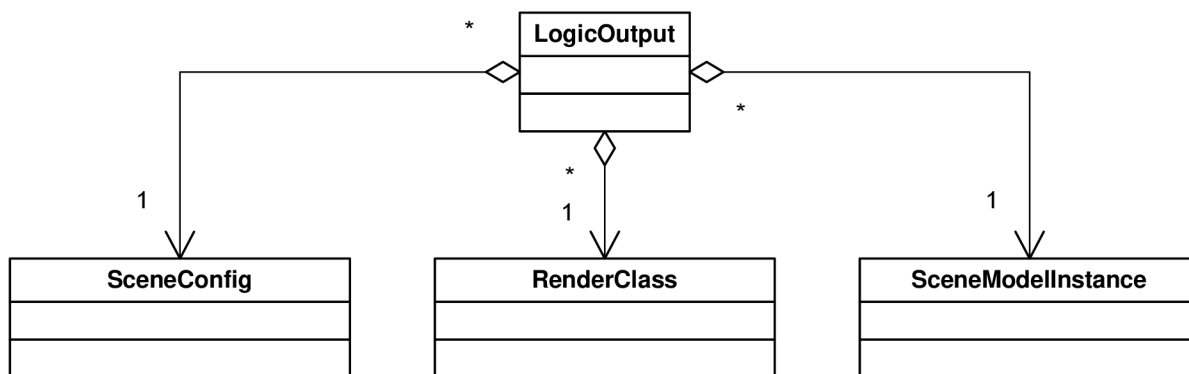 *
LogicOutput
*
*
1
1
1
SceneConfig
RenderClass
SceneModelInstance